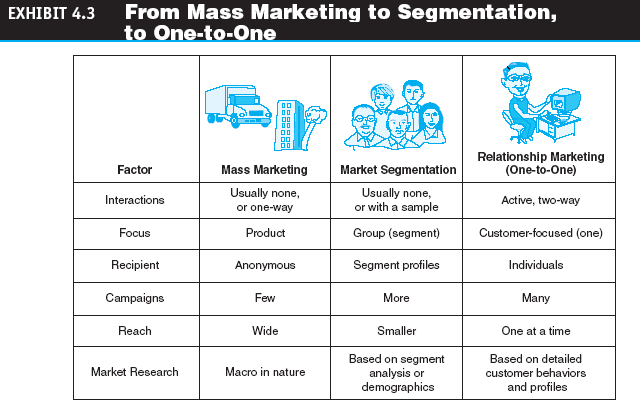 EXHIBIT 4.3 From Mass Marketing to Segmentation,
to One-to-One
Factor
Mass Marketing
Market Segmentation
Relationship Marketing
(One-to-One)
Interactions
Usually none,
or one-way
Usually none,
or with a sample
Active, two-way
Focus
Product
Group (segment)
Customer-focused (one)
Recipient
Anonymous
Segment profiles
Individuals
Campaigns
Few
More
Many
Reach
Wide
Smaller
One at a time
Market Research
Macro in nature
Based on segment
analysis or
demographics
Based on detailed
customer behaviors
and profiles